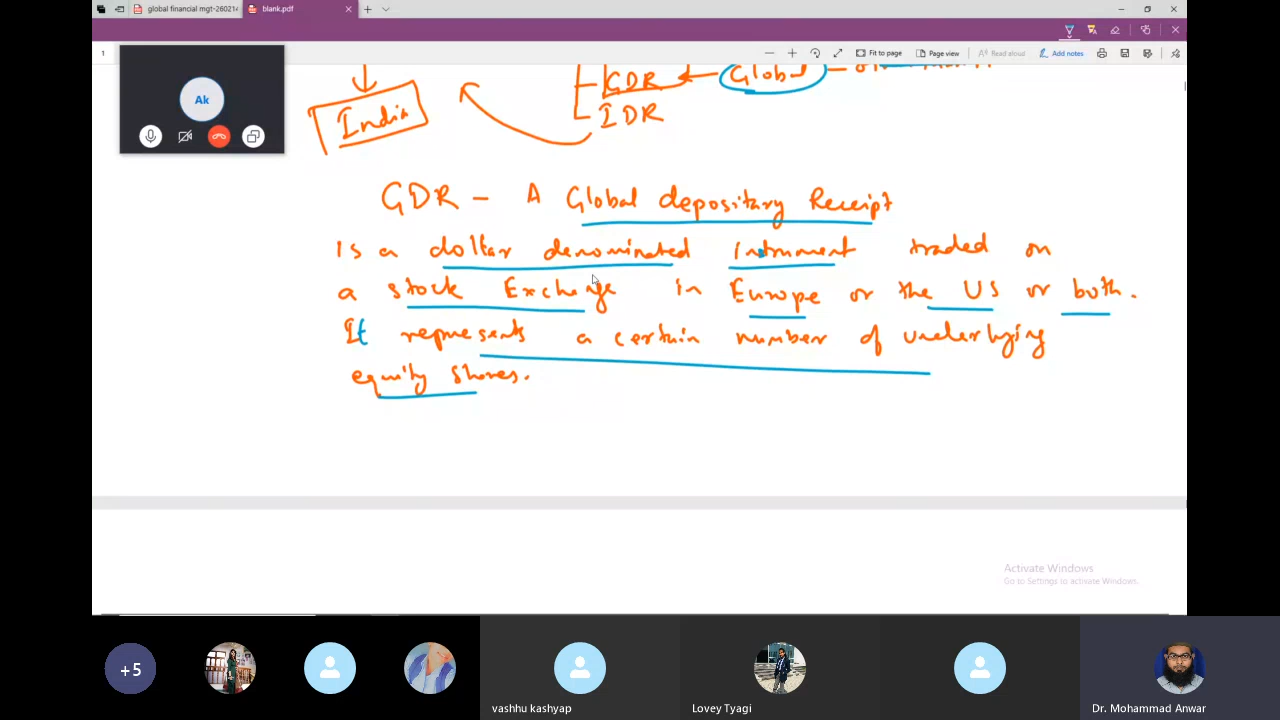 global financial mgt-260214
blank.pdf
1
Fit to page
Page view
Read aloud
Add notes
Ak
GDR ← Global –
India
IDR
GDR – A Global depository Receipt
Is a dollar denominated Intrument traded on
a stock Exchange in Europe or the US or both.
It represents a certain number of underlying
equity shares.
Activate Windows
Go to Settings to activate Windows.
+5
vashhu kashyap
Lovey Tyagi
Dr. Mohammad Anwar